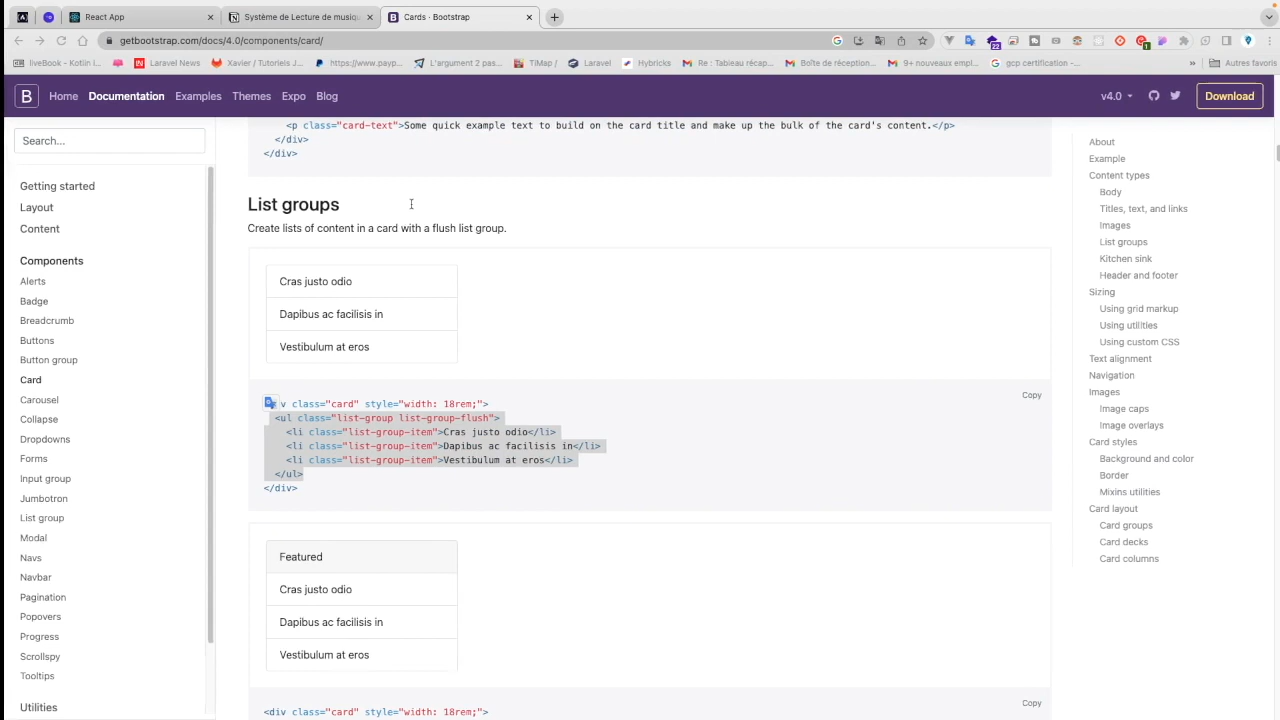 React App
Système de Lecture de musiqu
Cards · Bootstrap
getbootstrap.com/docs/4.0/components/card/
liveBook - Kotlin i...
Laravel News
Xavier / Tutoriels J...
https://www.payp...
L'argument 2 pas...
TiMap /
Laravel
Hybricks
Re : Tableau récap...
Boîte de réception...
9+ nouveaux empl...
gcp certification -...
»
Autres favoris
B
Home
Documentation
Examples
Themes
Expo
Blog
v4.0
Download
Search...
Getting started
Layout
Content
Components
Alerts
Badge
Breadcrumb
Buttons
Button group
Card
Carousel
Collapse
Dropdowns
Forms
Input group
Jumbotron
List group
Modal
Navs
Navbar
Pagination
Popovers
Progress
Scrollspy
Tooltips
Utilities
<p class="card-text">Some quick example text to build on the card title and make up the bulk of the card's content.</p>
</div>
</div>
List groups
Create lists of content in a card with a flush list group.
Cras justo odio
Dapibus ac facilisis in
Vestibulum at eros
Copy
v class="card" style="width: 18rem;">
<ul class="list-group list-group-flush">
<li class="list-group-item">Cras justo odio</li>
<li class="list-group-item">Dapibus ac facilisis in</li>
<li class="list-group-item">Vestibulum at eros</li>
</ul>
</div>
Featured
Cras justo odio
Dapibus ac facilisis in
Vestibulum at eros
Copy
<div class="card" style="width: 18rem;">
About
Example
Content types
Body
Titles, text, and links
Images
List groups
Kitchen sink
Header and footer
Sizing
Using grid markup
Using utilities
Using custom CSS
Text alignment
Navigation
Images
Image caps
Image overlays
Card styles
Background and color
Border
Mixins utilities
Card layout
Card groups
Card decks
Card columns